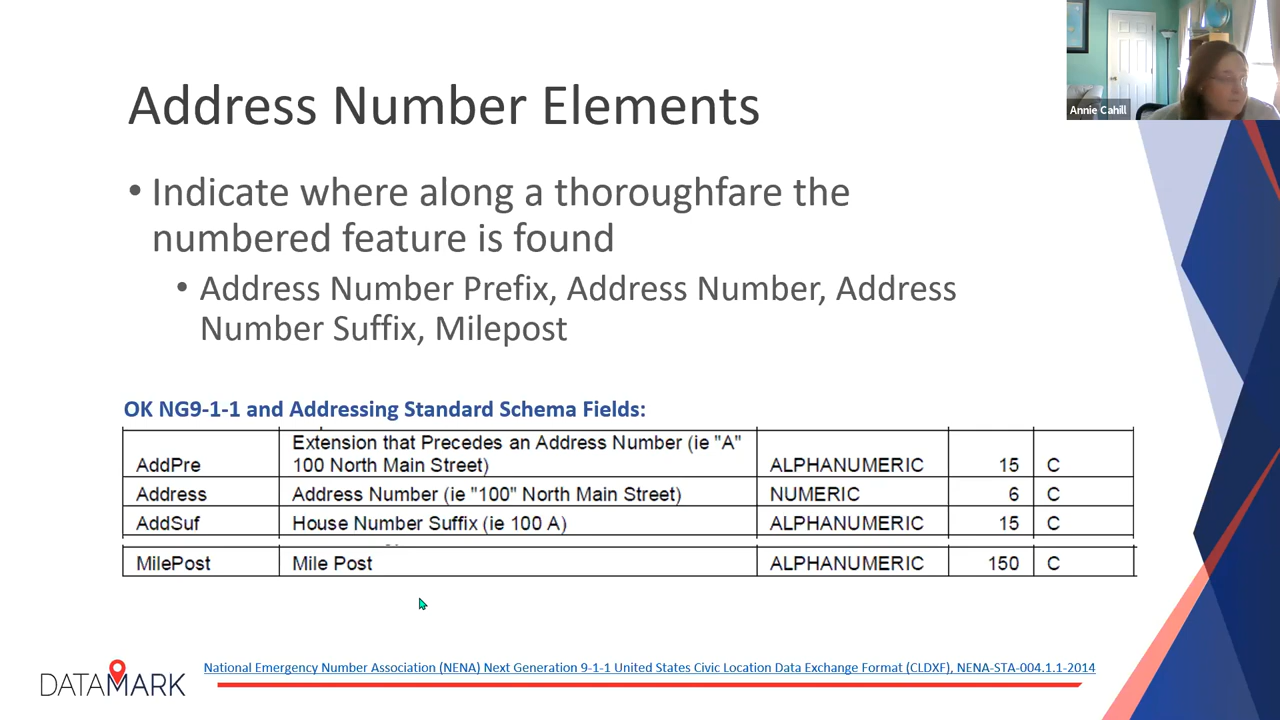 Annie Cahill
Address Number Elements
• Indicate where along a thoroughfare the
numbered feature is found
• Address Number Prefix, Address Number, Address
Number Suffix, Milepost
OK NG9-1-1 and Addressing Standard Schema Fields:
AddPre Extension that Precedes an Address Number (ie "A"
100 North Main Street) ALPHANUMERIC 15 C
Address Address Number (ie "100" North Main Street) NUMERIC 6 C
AddSuf House Number Suffix (ie 100 A) ALPHANUMERIC 15 C
MilePost Mile Post ALPHANUMERIC 150 C
National Emergency Number Association (NENA) Next Generation 9-1-1 United States Civic Location Data Exchange Format (CLDXF), NENA-STA-004.1.1-2014
DATAMARK